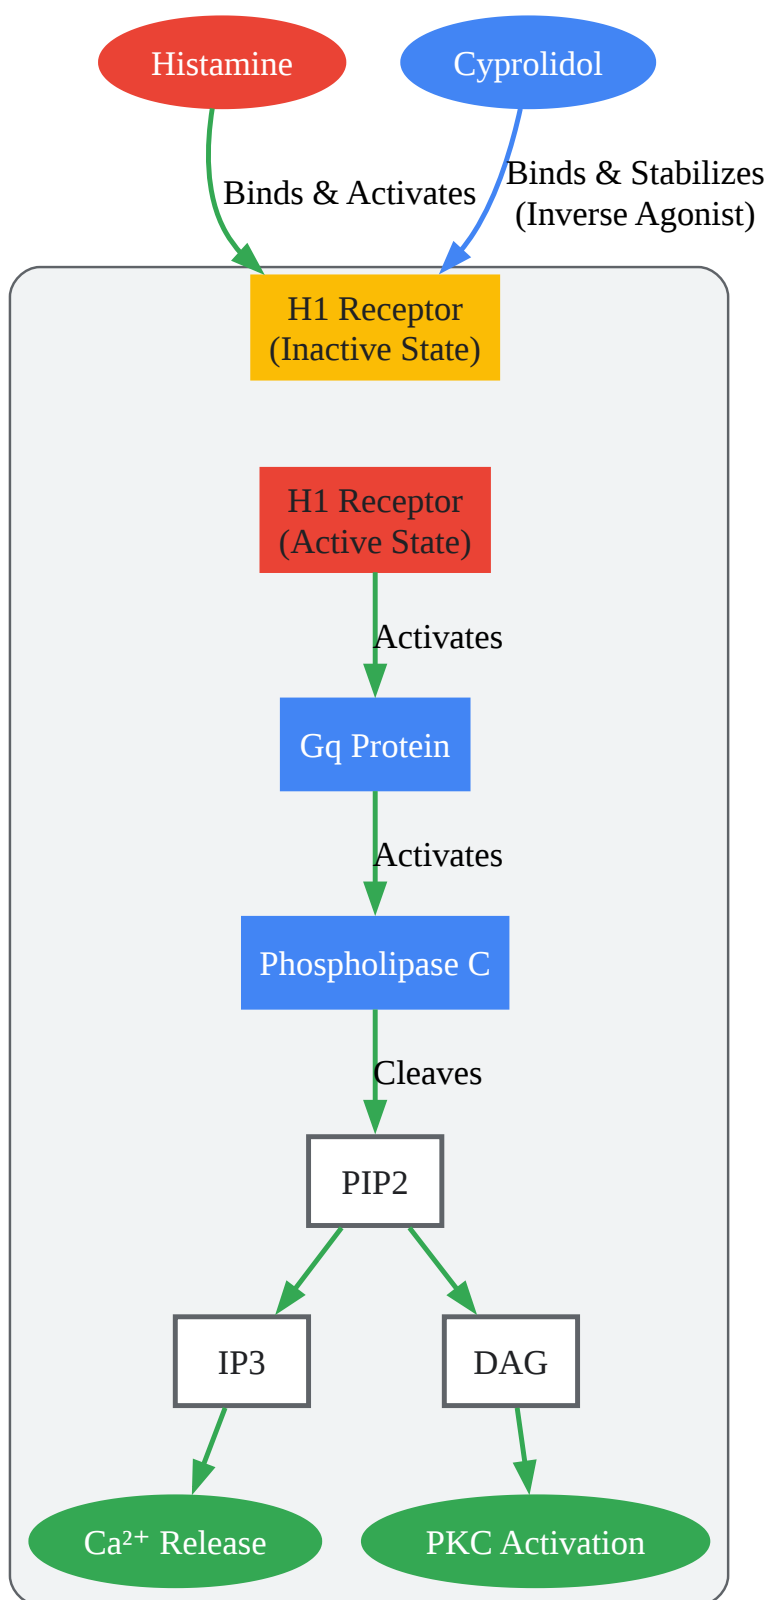 Histamine
Cyprolidol
Binds & Activates
Binds & Stabilizes
(Inverse Agonist)
H1 Receptor
(Inactive State)
H1 Receptor
(Active State)
Activates
Gq Protein
Activates
Phospholipase C
Cleaves
PIP2
IP3
DAG
Ca²⁺ Release
PKC Activation